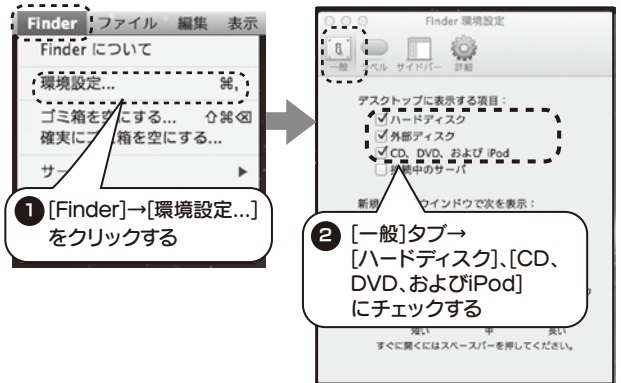 Finder ファイル 編集 表示
Finder について
環境設定... ⌘,
ゴミ箱を空にする... ⇧⌘⌫
確実にゴミ箱を空にする...
サー ▶
❶ [Finder]→[環境設定...]
をクリックする
Finder 環境設定
一般 ラベル サイドバー 詳細
デスクトップに表示する項目：
ハードディスク
外部ディスク
CD、DVD、および iPod
接続中のサーバ
新規 ウインドウで次を表示：
❷ [一般]タブ→
[ハードディスク]、[CD、
DVD、およびiPod]
にチェックする
短い 中 長い
すぐに開くにはスペースバーを押してください。